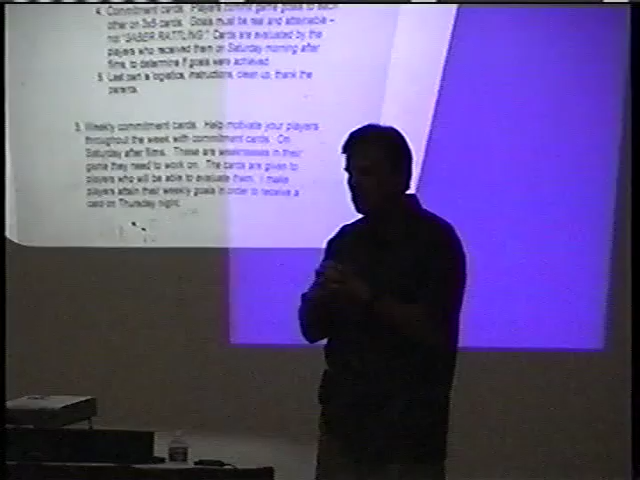 4. Commitment cards. Players commit game goals to each
other on 3x5 cards. Goals must be real and attainable -
not "SABER RATTLING." Cards are evaluated by the
players who received them on Saturday morning after
films, to determine if goals were achieved.
5. Last part is logistics, instructions, clean up, thank the
parents.
3. Weekly commitment cards. Help motivate your players
throughout the week with commitment cards. On
Saturday after films. These are weaknesses in their
game they need to work on. The cards are given to
players who will be able to evaluate them. I make
players attain their weekly goals in order to receive a
card on Thursday night.